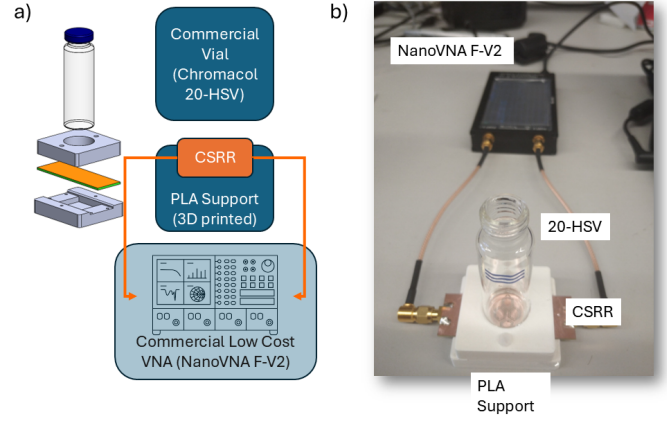 a)
Commercial
Vial
(Chromacol
20-HSV)
CSRR
PLA Support
(3D printed)
Commercial Low Cost
VNA (NanoVNA F-V2)
b)
NanoVNA F-V2
20-HSV
CSRR
PLA
Support